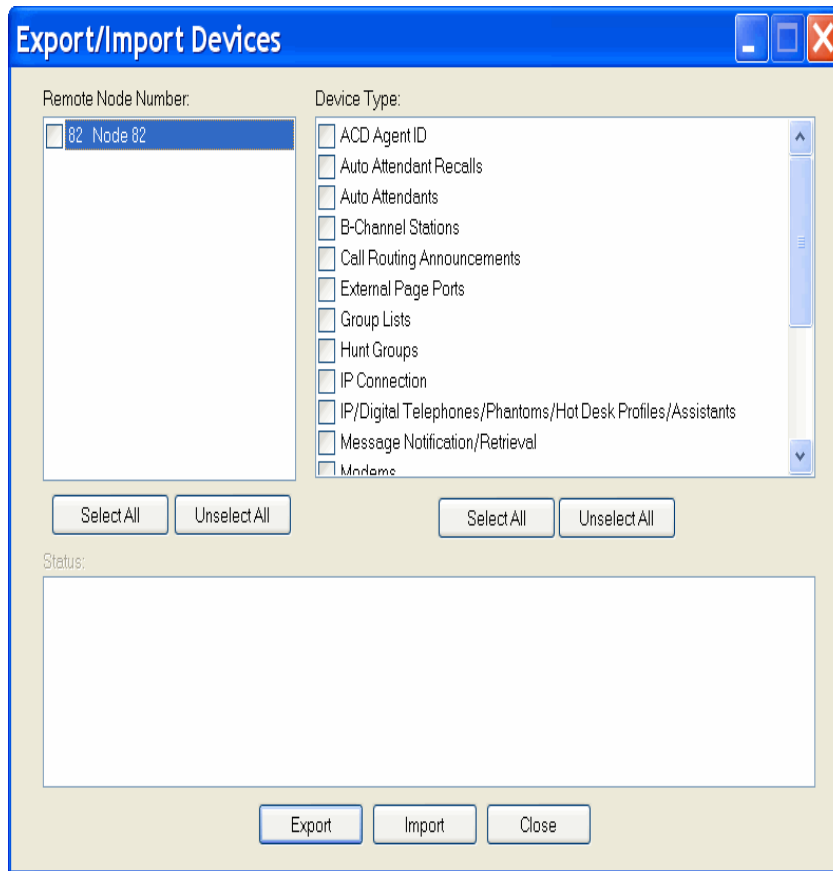 Export/Import Devices
Remote Node Number:
82 Node 82
Select All
Unselect All
Device Type:
ACD Agent ID
Auto Attendant Recalls
Auto Attendants
B-Channel Stations
Call Routing Announcements
External Page Ports
Group Lists
Hunt Groups
IP Connection
IP/Digital Telephones/Phantoms/Hot Desk Profiles/Assistants
Message Notification/Retrieval
Modems
Select All
Unselect All
Status:
Export
Import
Close